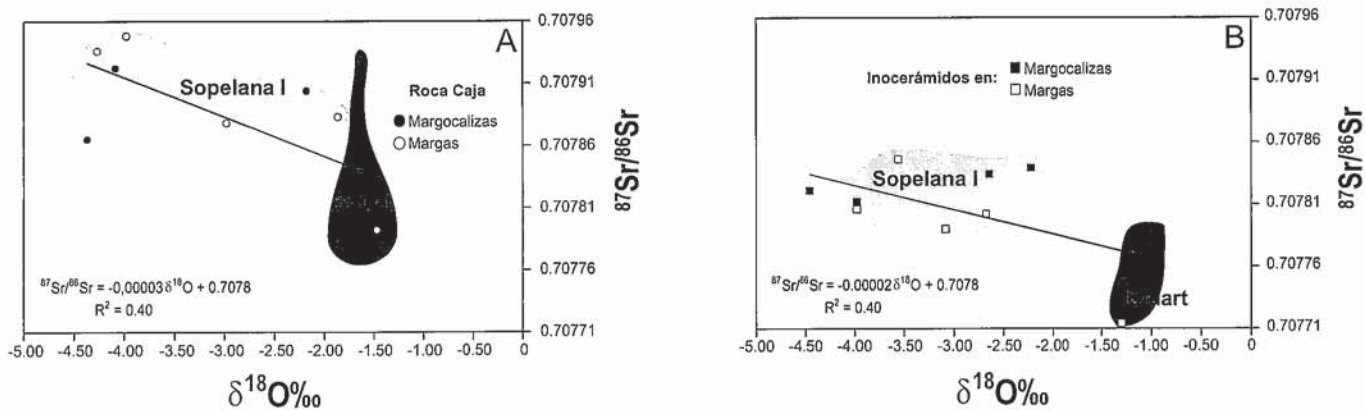 A
0.70796
0.70791
0.70786
0.70781
0.70776
0.70771
⁸⁷Sr/⁸⁶Sr
Sopelana I
Roca Caja
Margocalizas
Margas
⁸⁷Sr/⁸⁶Sr = -0,00003δ¹⁸O + 0.7078
R² = 0.40
-5.00 -4.50 -4.00 -3.50 -3.00 -2.50 -2.00 -1.50 -1.00 -0.50 0
δ¹⁸O‰
B
0.70796
0.70791
0.70786
0.70781
0.70776
0.70771
⁸⁷Sr/⁸⁶Sr
Inocerámidos en:
Margocalizas
Margas
Sopelana I
⁸⁷Sr/⁸⁶Sr = -0.00002δ¹⁸O + 0.7078
R² = 0.40
-5.00 -4.50 -4.00 -3.50 -3.00 -2.50 -2.00 -1.50 -1.00 -0.50 0
δ¹⁸O‰